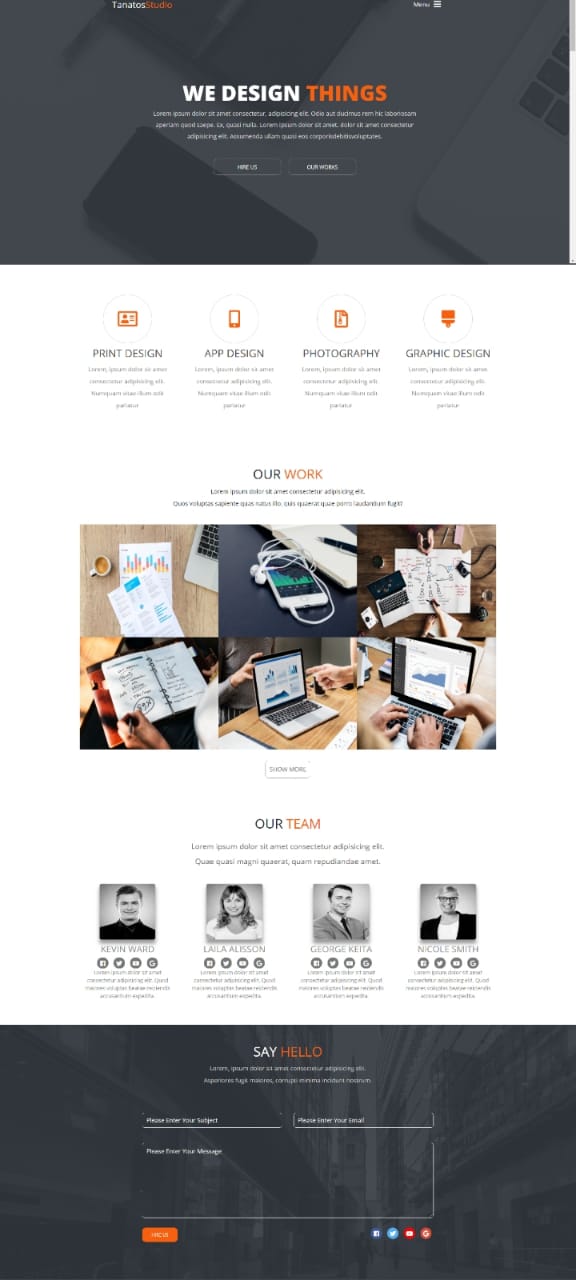 TanatosStudio
Menu
WE DESIGN THINGS
Lorem ipsum dolor sit amet consectetur, adipisicing elit. Odio aut ducimus rem hic laboriosam
aperiam quod saepe. Ex, quasi nulla. Lorem ipsum dolor sit amet, dolor sit amet consectetur
adipisicing elit. Assumenda ullam quasi eos corporisdebitisvoluptates.
HIRE US
OUR WORKS
PRINT DESIGN
Lorem, ipsum dolor sit amet
consectetur adipisicing elit.
Numquam vitae illum odit
pariatur
APP DESIGN
Lorem, ipsum dolor sit amet
consectetur adipisicing elit.
Numquam vitae illum odit
pariatur
PHOTOGRAPHY
Lorem, ipsum dolor sit amet
consectetur adipisicing elit.
Numquam vitae illum odit
pariatur
GRAPHIC DESIGN
Lorem, ipsum dolor sit amet
consectetur adipisicing elit.
Numquam vitae illum odit
pariatur
OUR WORK
Lorem ipsum dolor sit amet consectetur adipisicing elit.
Quos voluptas sapiente quas natus illo, quis quaerat quae porro laudantium fugit?
SHOW MORE
OUR TEAM
Lorem ipsum dolor sit amet consectetur adipisicing elit.
Quae quasi magni quaerat, quam repudiandae amet.
KEVIN WARD
Lorem ipsum dolor sit amet
consectetur adipisicing elit. Quod
maiores voluptas beatae reiciendis
accusantium expedita.
LAILA ALISSON
Lorem ipsum dolor sit amet
consectetur adipisicing elit. Quod
maiores voluptas beatae reiciendis
accusantium expedita.
GEORGE KEITA
Lorem ipsum dolor sit amet
consectetur adipisicing elit. Quod
maiores voluptas beatae reiciendis
accusantium expedita.
NICOLE SMITH
Lorem ipsum dolor sit amet
consectetur adipisicing elit. Quod
maiores voluptas beatae reiciendis
accusantium expedita.
SAY HELLO
Lorem, ipsum dolor sit amet consectetur adipisicing elit.
Asperiores fugit maiores, corrupti minima incidunt nostrum.
Please Enter Your Subject
Please Enter Your Email
Please Enter Your Message